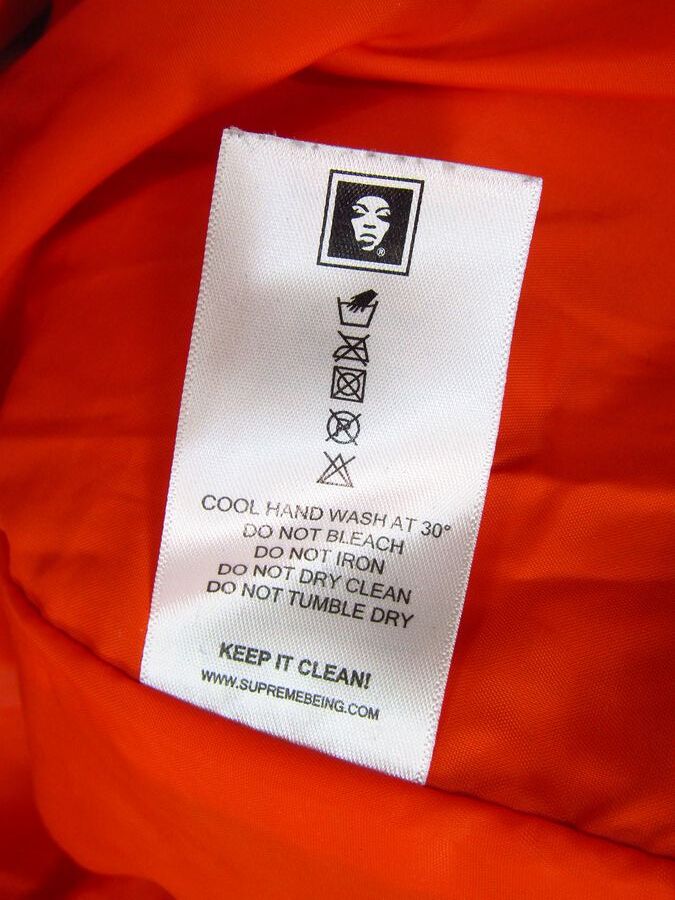 ®
P
COOL HAND WASH AT 30°
DO NOT BLEACH
DO NOT IRON
DO NOT DRY CLEAN
DO NOT TUMBLE DRY
KEEP IT CLEAN!
WWW.SUPREMEBEING.COM